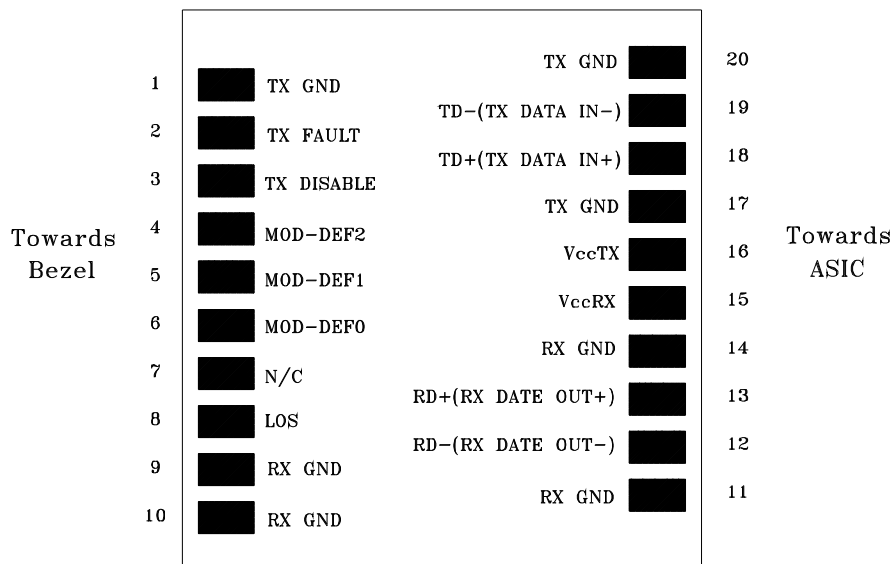 Towards
Bezel
1 TX GND
2 TX FAULT
3 TX DISABLE
4 MOD-DEF2
5 MOD-DEF1
6 MOD-DEF0
7 N/C
8 LOS
9 RX GND
10 RX GND
TX GND 20
TD-(TX DATA IN-) 19
TD+(TX DATA IN+) 18
TX GND 17
VccTX 16
VccRX 15
RX GND 14
RD+(RX DATE OUT+) 13
RD-(RX DATE OUT-) 12
RX GND 11
Towards
ASIC